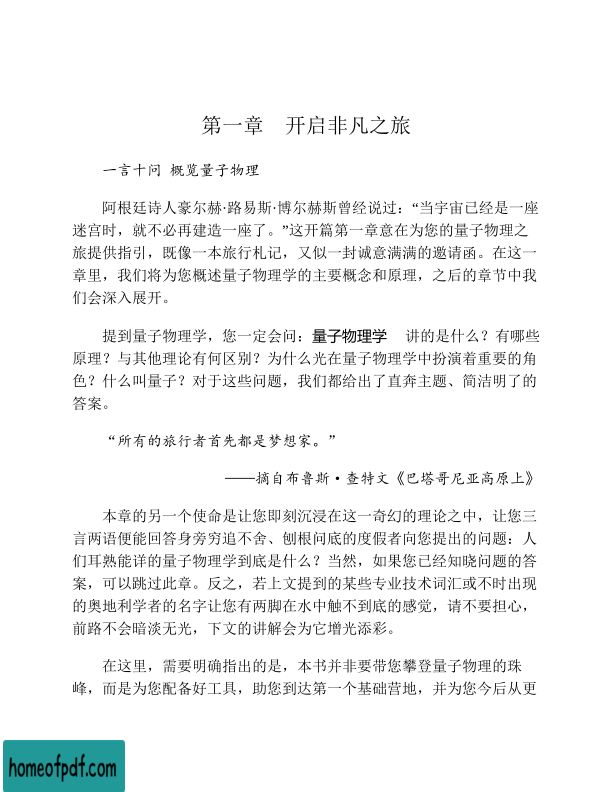 第一章 开启非凡之旅
一言十问 概览量子物理
阿根廷诗人豪尔赫·路易斯·博尔赫斯曾经说过：“当宇宙已经是一座
迷宫时，就不必再建造一座了。”这开篇第一章意在为您的量子物理之
旅提供指引，既像一本旅行札记，又似一封诚意满满的邀请函。在这一
章里，我们将为您概述量子物理学的主要概念和原理，之后的章节中我
们会深入展开。
提到量子物理学，您一定会问：量子物理学 讲的是什么？有哪些
原理？与其他理论有何区别？为什么光在量子物理学中扮演着重要的角
色？什么叫量子？对于这些问题，我们都给出了直奔主题、简洁明了的
答案。
“所有的旅行者首先都是梦想家。”
——摘自布鲁斯·查特文《巴塔哥尼亚高原上》
本章的另一个使命是让您即刻沉浸在这一奇幻的理论之中，让您三
言两语便能回答身旁穷追不舍、刨根问底的度假者向您提出的问题：人
们耳熟能详的量子物理学到底是什么？当然，如果您已经知晓问题的答
案，可以跳过此章。反之，若上文提到的某些专业技术词汇或不时出现
的奥地利学者的名字让您有两脚在水中触不到底的感觉，请不要担心，
前路不会暗淡无光，下文的讲解会为它增光添彩。
在这里，需要明确指出的是，本书并非要带您攀登量子物理的珠
峰，而是为您配备好工具，助您到达第一个基础营地，并为您今后从更
homeofpdf.com